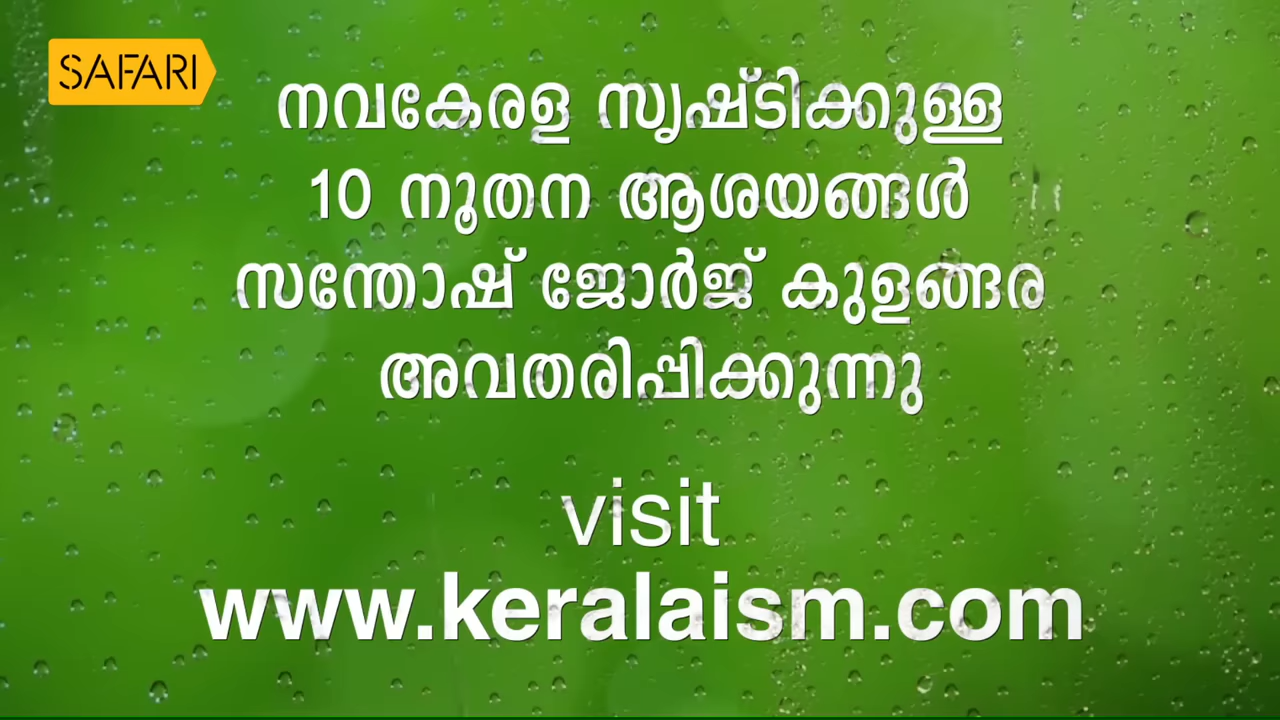 SAFARI
നവകേരള സൃഷ്ടിക്കുള്ള
10 നൂതന ആശയങ്ങൾ
സന്തോഷ് ജോർജ് കുളങ്ങര
അവതരിപ്പിക്കുന്നു
visit
www.keralaism.com